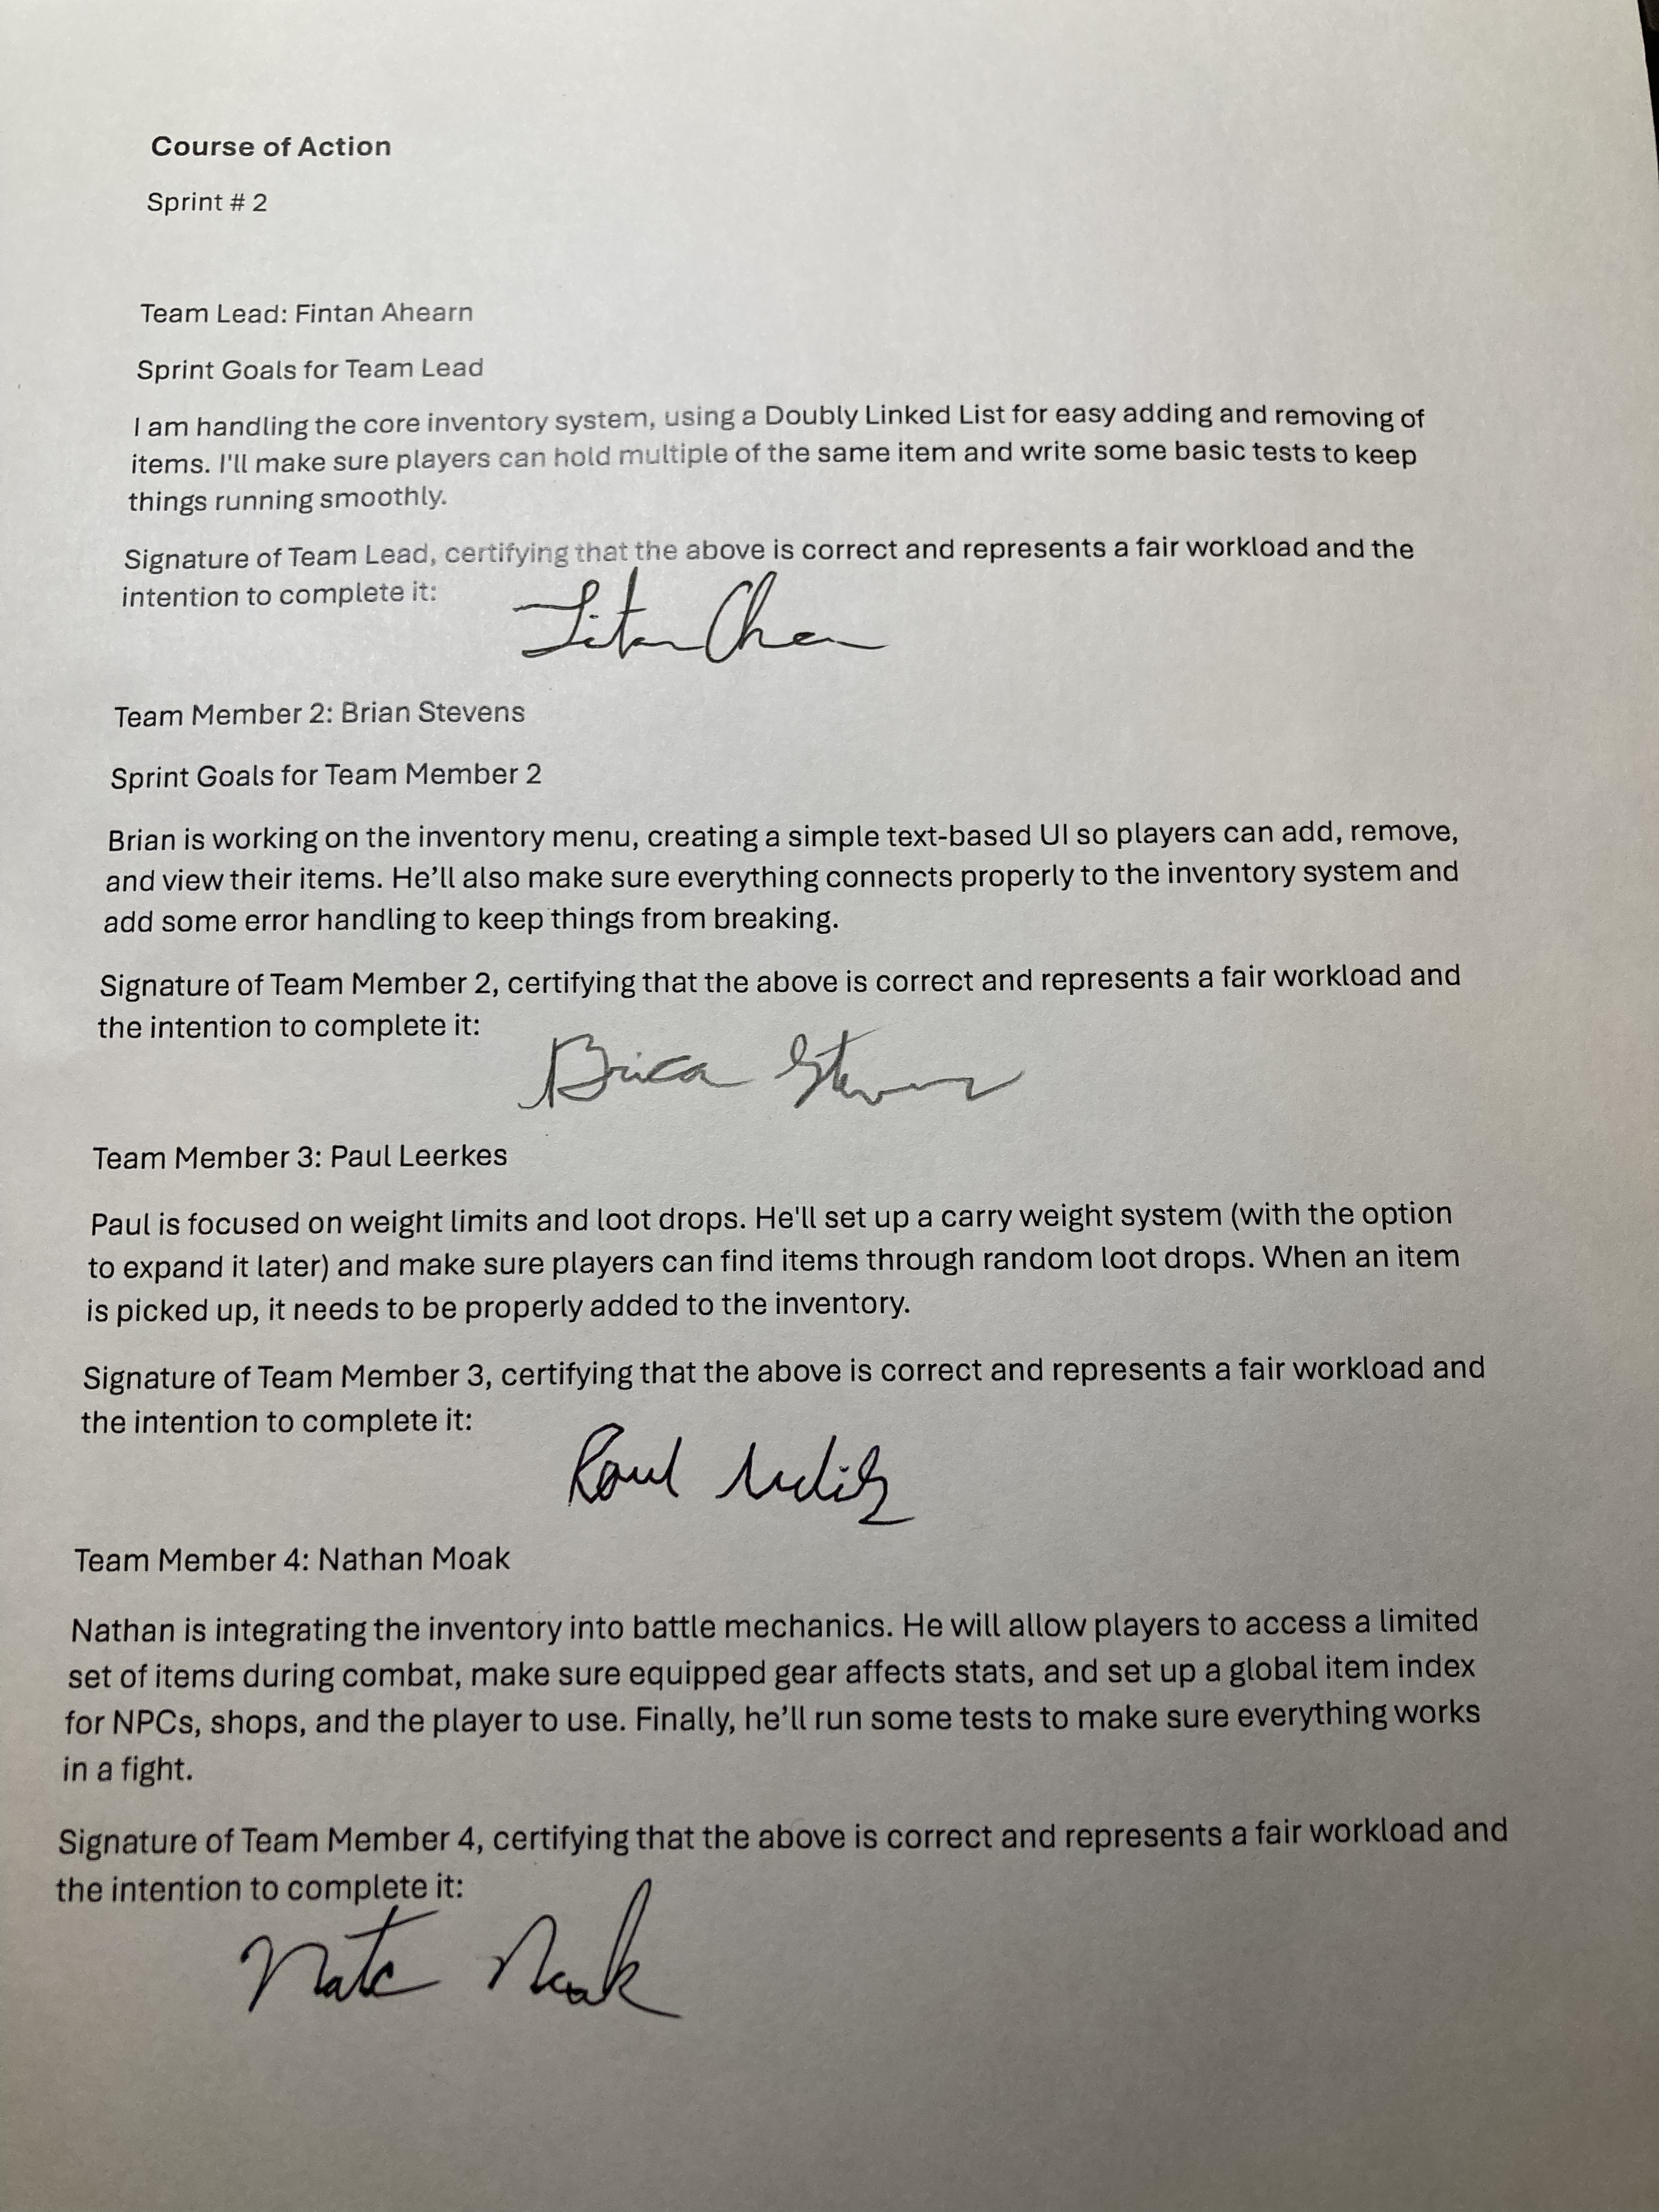 Course of Action
Sprint # 2
Team Lead: Fintan Ahearn
Sprint Goals for Team Lead
I am handling the core inventory system, using a Doubly Linked List for easy adding and removing of
items. I'll make sure players can hold multiple of the same item and write some basic tests to keep
things running smoothly.
Signature of Team Lead, certifying that the above is correct and represents a fair workload and the
intention to complete it:
Team Member 2: Brian Stevens
Sprint Goals for Team Member 2
Brian is working on the inventory menu, creating a simple text-based UI so players can add, remove,
and view their items. He’ll also make sure everything connects properly to the inventory system and
add some error handling to keep things from breaking.
Signature of Team Member 2, certifying that the above is correct and represents a fair workload and
the intention to complete it:
Team Member 3: Paul Leerkes
Paul is focused on weight limits and loot drops. He'll set up a carry weight system (with the option
to expand it later) and make sure players can find items through random loot drops. When an item
is picked up, it needs to be properly added to the inventory.
Signature of Team Member 3, certifying that the above is correct and represents a fair workload and
the intention to complete it:
Team Member 4: Nathan Moak
Nathan is integrating the inventory into battle mechanics. He will allow players to access a limited
set of items during combat, make sure equipped gear affects stats, and set up a global item index
for NPCs, shops, and the player to use. Finally, he’ll run some tests to make sure everything works
in a fight.
Signature of Team Member 4, certifying that the above is correct and represents a fair workload and
the intention to complete it: